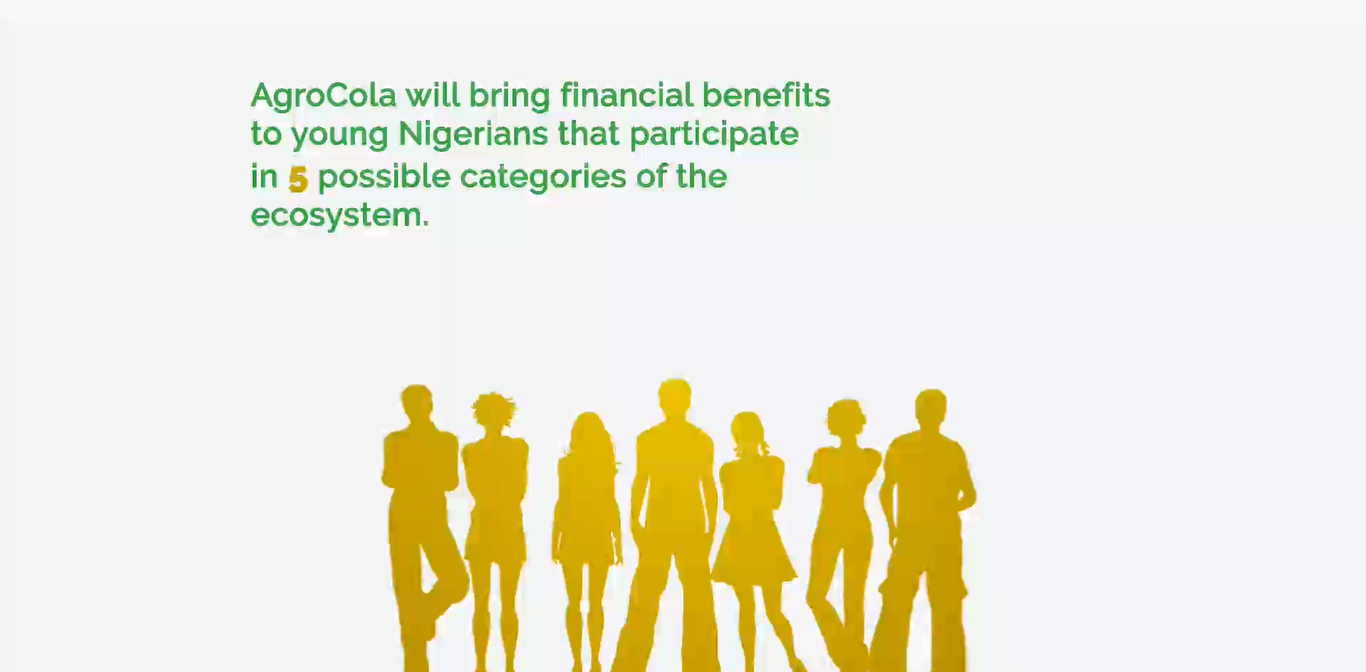 AgroCola will bring financial benefits
to young Nigerians that participate
in 5 possible categories of the
ecosystem.